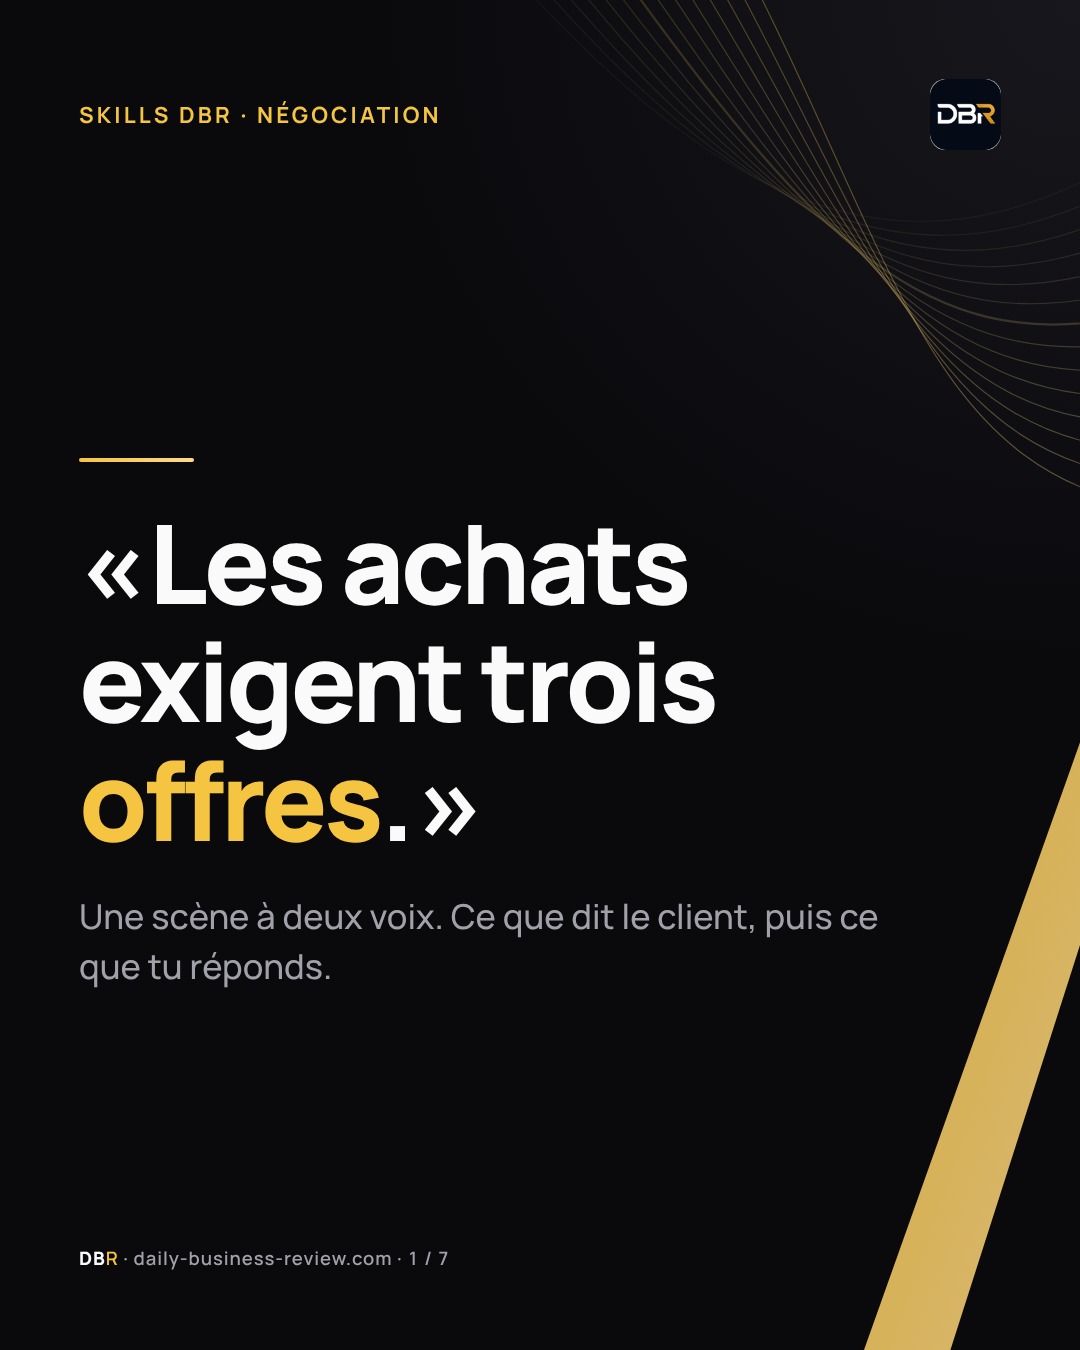 SKILLS DBR · NÉGOCIATION
DBR
«Les achats
exigent trois
offres.»
Une scène à deux voix. Ce que dit le client, puis ce
que tu réponds.
DBR · daily-business-review.com · 1 / 7